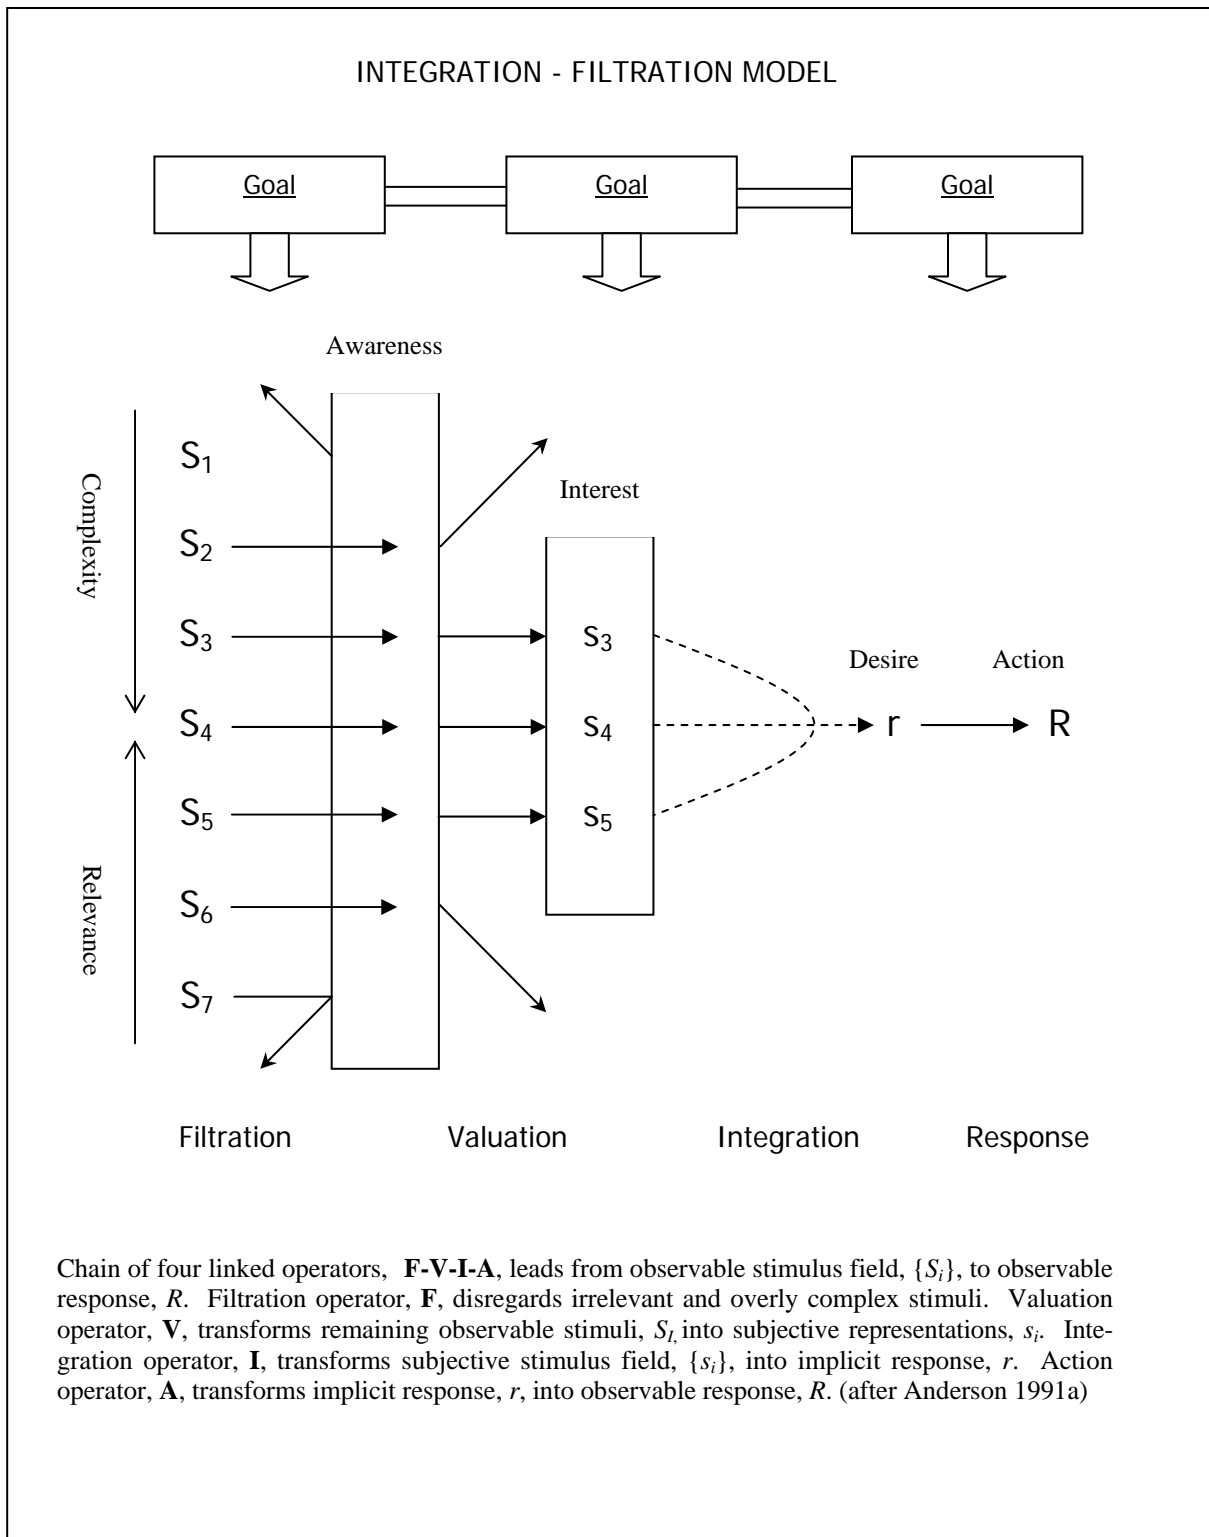 INTEGRATION - FILTRATION MODEL
Goal Goal Goal
Awareness
Complexity
Relevance
S1
S2
S3
S4
S5
S6
S7
Interest
s3
s4
s5
Desire Action
r R
Filtration Valuation Integration Response
Chain of four linked operators, F-V-I-A, leads from observable stimulus field, {Si}, to observable
response, R. Filtration operator, F, disregards irrelevant and overly complex stimuli. Valuation
operator, V, transforms remaining observable stimuli, SI, into subjective representations, si. Inte-
gration operator, I, transforms subjective stimulus field, {si}, into implicit response, r. Action
operator, A, transforms implicit response, r, into observable response, R. (after Anderson 1991a)